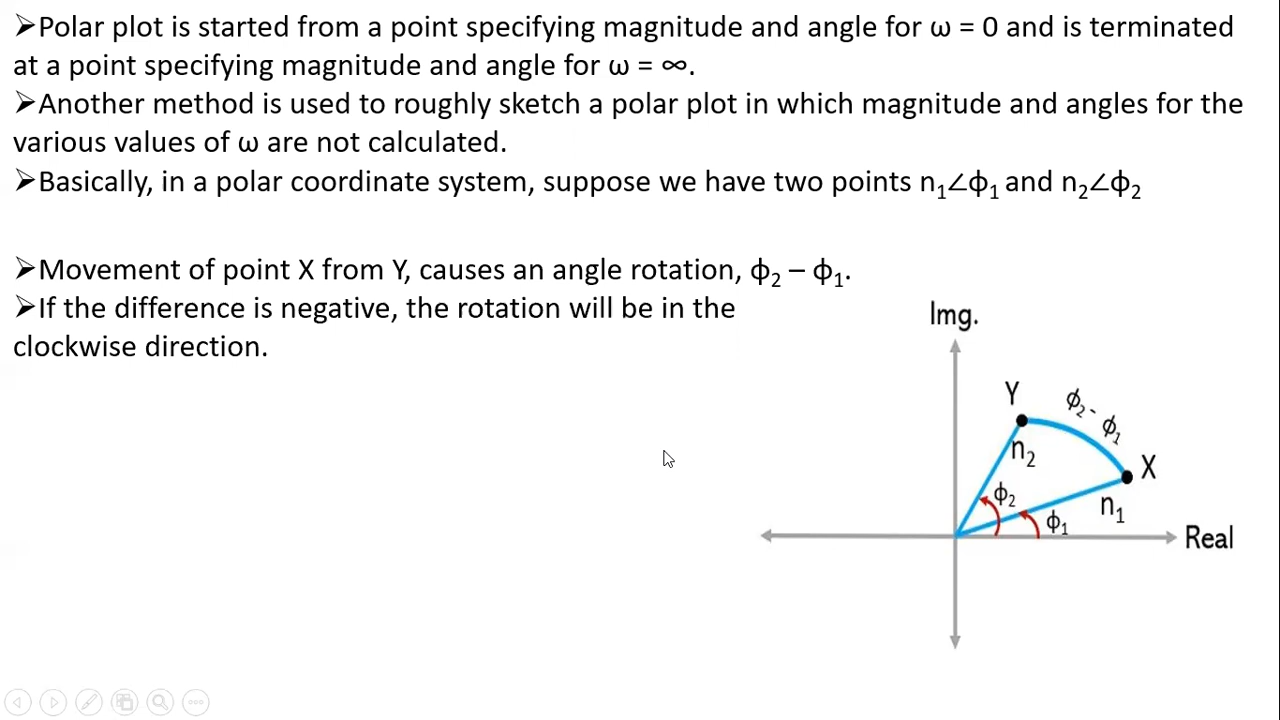 ➢Polar plot is started from a point specifying magnitude and angle for ω = 0 and is terminated
at a point specifying magnitude and angle for ω = ∞.
➢Another method is used to roughly sketch a polar plot in which magnitude and angles for the
various values of ω are not calculated.
➢Basically, in a polar coordinate system, suppose we have two points n₁∠ϕ₁ and n₂∠ϕ₂
➢Movement of point X from Y, causes an angle rotation, ϕ₂ – ϕ₁.
➢If the difference is negative, the rotation will be in the
clockwise direction.
Img.
Y
ϕ₂ - ϕ₁
n₂
X
ϕ₂
n₁
ϕ₁
Real